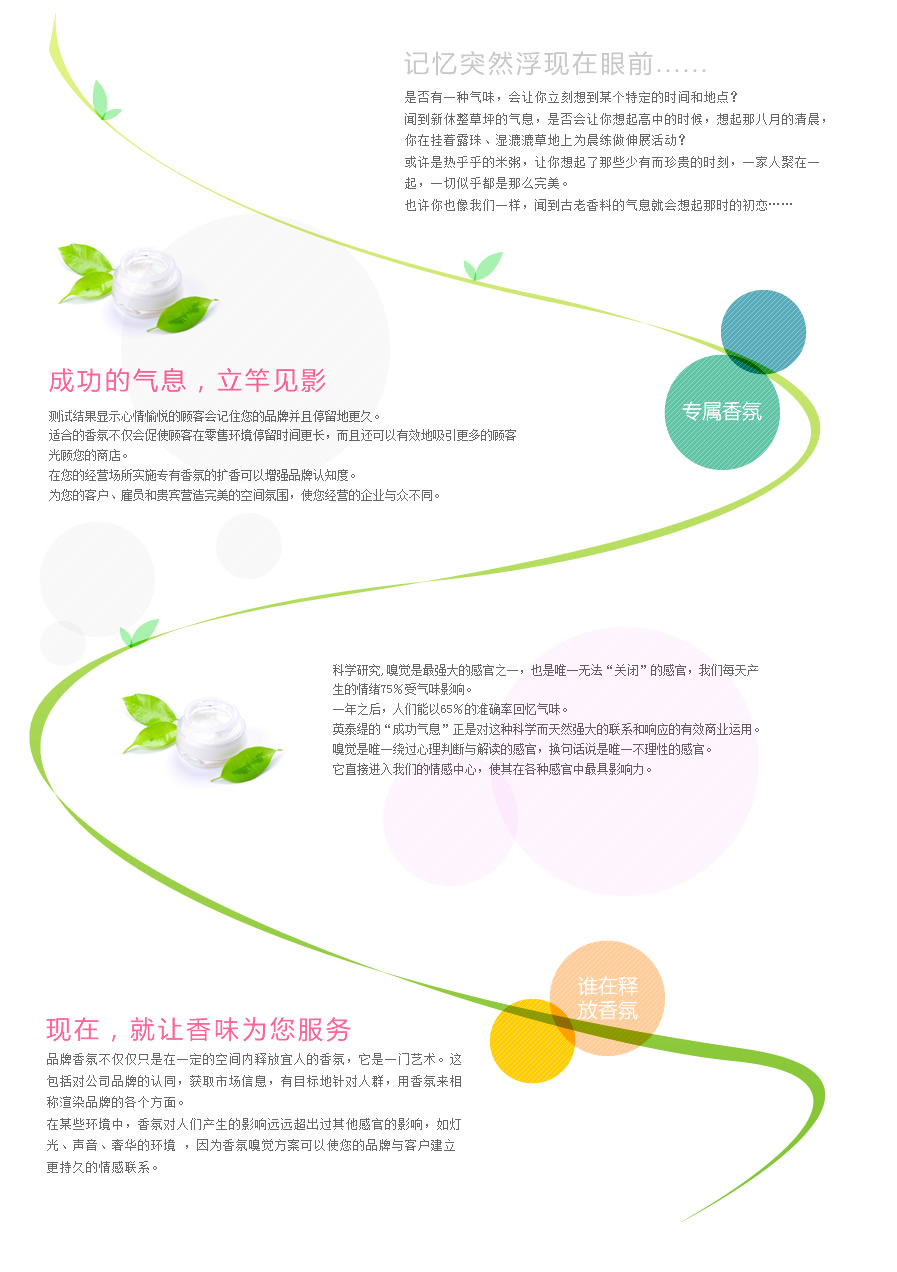 记忆突然浮现在眼前……
是否有一种气味，会让你立刻想到某个特定的时间和地点？
闻到新休整草坪的气息，是否会让你想起高中的时候，想起那八月的清晨，
你在挂着露珠、湿漉漉草地上为晨练做伸展活动？
或许是热乎乎的米粥，让你想起了那些少有而珍贵的时刻，一家人聚在一
起，一切似乎都是那么完美。
也许你也像我们一样，闻到古老香料的气息就会想起那时的初恋……
专属香氛
成功的气息，立竿见影
测试结果显示心情愉悦的顾客会记住您的品牌并且停留地更久。
适合的香氛不仅会促使顾客在零售环境停留时间更长，而且还可以有效地吸引更多的顾客
光顾您的商店。
在您的经营场所实施专有香氛的扩香可以增强品牌认知度。
为您的客户、雇员和贵宾营造完美的空间氛围，使您经营的企业与众不同。
科学研究,嗅觉是最强大的感官之一，也是唯一无法“关闭”的感官，我们每天产
生的情绪75%受气味影响。
一年之后，人们能以65%的准确率回忆气味。
英泰缇的“成功气息”正是对这种科学而天然强大的联系和响应的有效商业运用。
嗅觉是唯一绕过心理判断与解读的感官，换句话说是唯一不理性的感官。
它直接进入我们的情感中心，使其在各种感官中最具影响力。
谁在释
放香氛
现在，就让香味为您服务
品牌香氛不仅仅只是在一定的空间内释放宜人的香氛，它是一门艺术。这
包括对公司品牌的认同，获取市场信息，有目标地针对人群，用香氛来相
称渲染品牌的各个方面。
在某些环境中，香氛对人们产生的影响远远超出过其他感官的影响，如灯
光、声音、奢华的环境 ，因为香氛嗅觉方案可以使您的品牌与客户建立
更持久的情感联系。